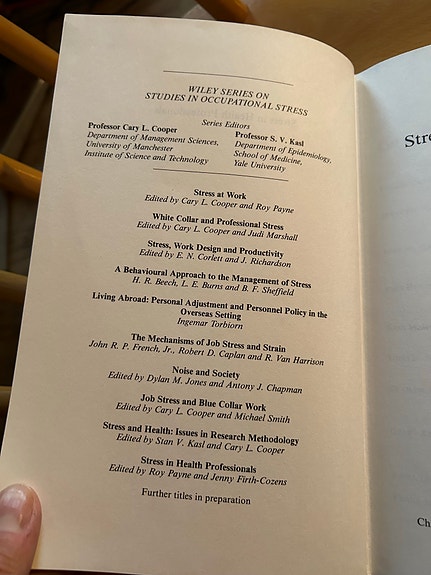 WILEY SERIES ON
STUDIES IN OCCUPATIONAL STRESS
Series Editors
Professor Cary L. Cooper
Department of Management Sciences,
University of Manchester
Institute of Science and Technology
Professor S. V. Kasl
Department of Epidemiology,
School of Medicine,
Yale University
Stress at Work
Edited by Cary L. Cooper and Roy Payne
White Collar and Professional Stress
Edited by Cary L. Cooper and Judi Marshall
Stress, Work Design and Productivity
Edited by E. N. Corlett and J. Richardson
A Behavioural Approach to the Management of Stress
H. R. Beech, L. E. Burns and B. F. Sheffield
Living Abroad: Personal Adjustment and Personnel Policy in the
Overseas Setting
Ingemar Torbiorn
The Mechanisms of Job Stress and Strain
John R. P. French, Jr., Robert D. Caplan and R. Van Harrison
Noise and Society
Edited by Dylan M. Jones and Antony J. Chapman
Job Stress and Blue Collar Work
Edited by Cary L. Cooper and Michael Smith
Stress and Health: Issues in Research Methodology
Edited by Stan V. Kasl and Cary L. Cooper
Stress in Health Professionals
Edited by Roy Payne and Jenny Firth-Cozens
Further titles in preparation
Stre
Ch